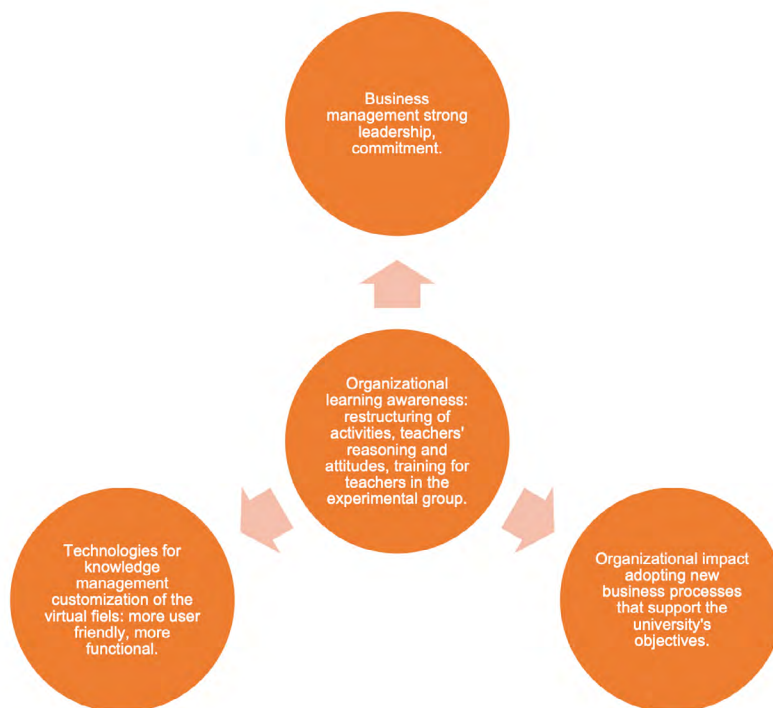 Business
management strong
leadership,
commitment.
Organizational
learning awareness:
restructuring of
activities, teachers'
reasoning and
attitudes, training for
teachers in the
experimental group.
Technologies for
knowledge
management
customization of the
virtual fiels: more user
friendly, more
functional.
Organizational impact
adopting new
business processes
that support the
university's
objectives.